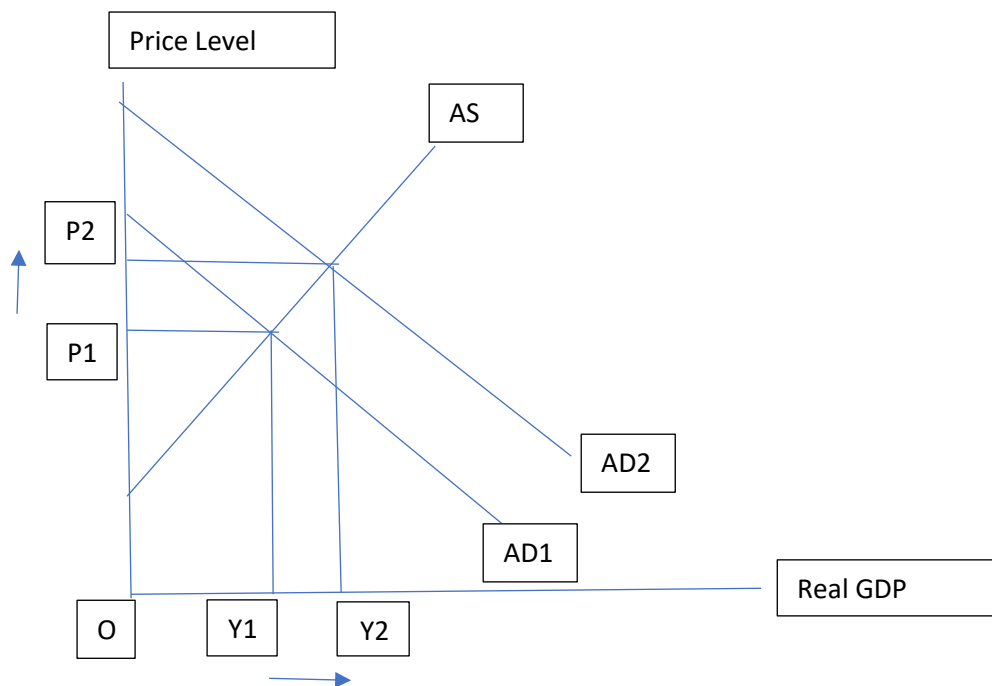 Price Level
AS
P2
P1
AD2
AD1
Real GDP
O
Y1
Y2